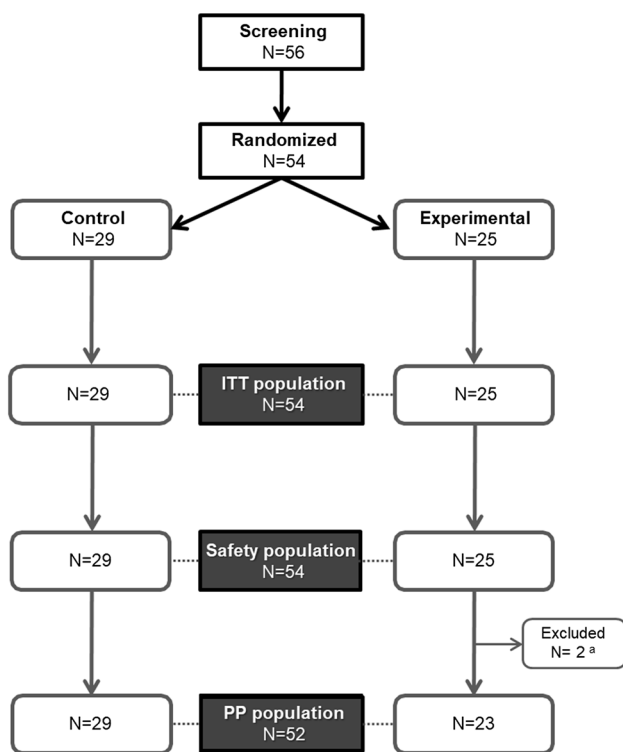 Screening
N=56
Randomized
N=54
Control
N=29
Experimental
N=25
N=29
ITT population
N=54
N=25
N=29
Safety population
N=54
N=25
Excluded
N= 2 a
N=29
PP population
N=52
N=23